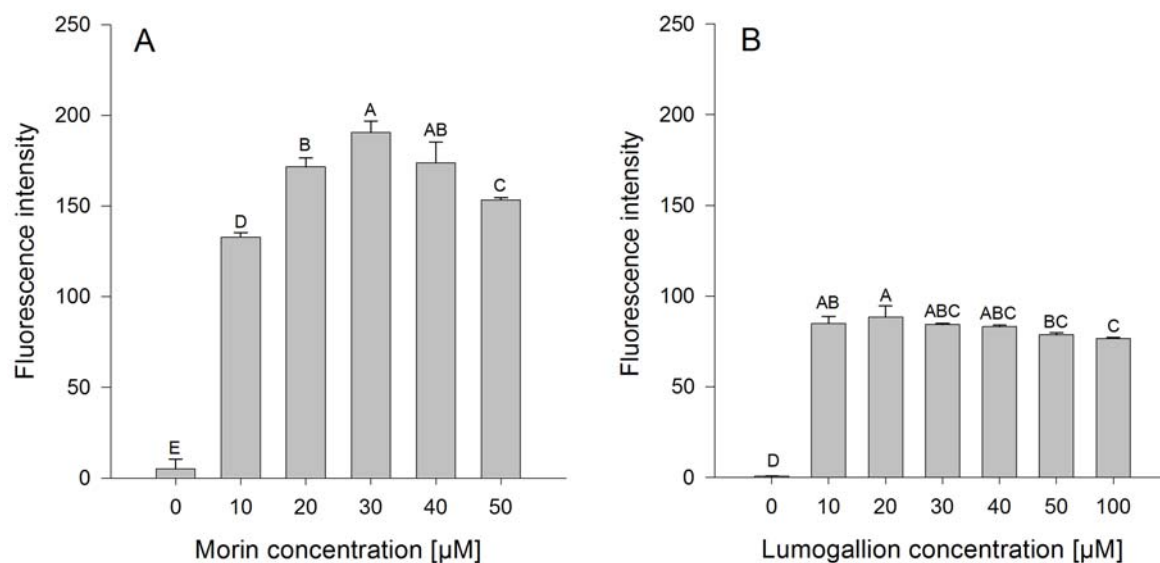 A
Fluorescence intensity
250
200
150
100
50
0
E
D
B
A
AB
C
0 10 20 30 40 50
Morin concentration [µM]
B
Fluorescence intensity
250
200
150
100
50
0
D
AB
A
ABC
ABC
BC
C
0 10 20 30 40 50 100
Lumogallion concentration [µM]